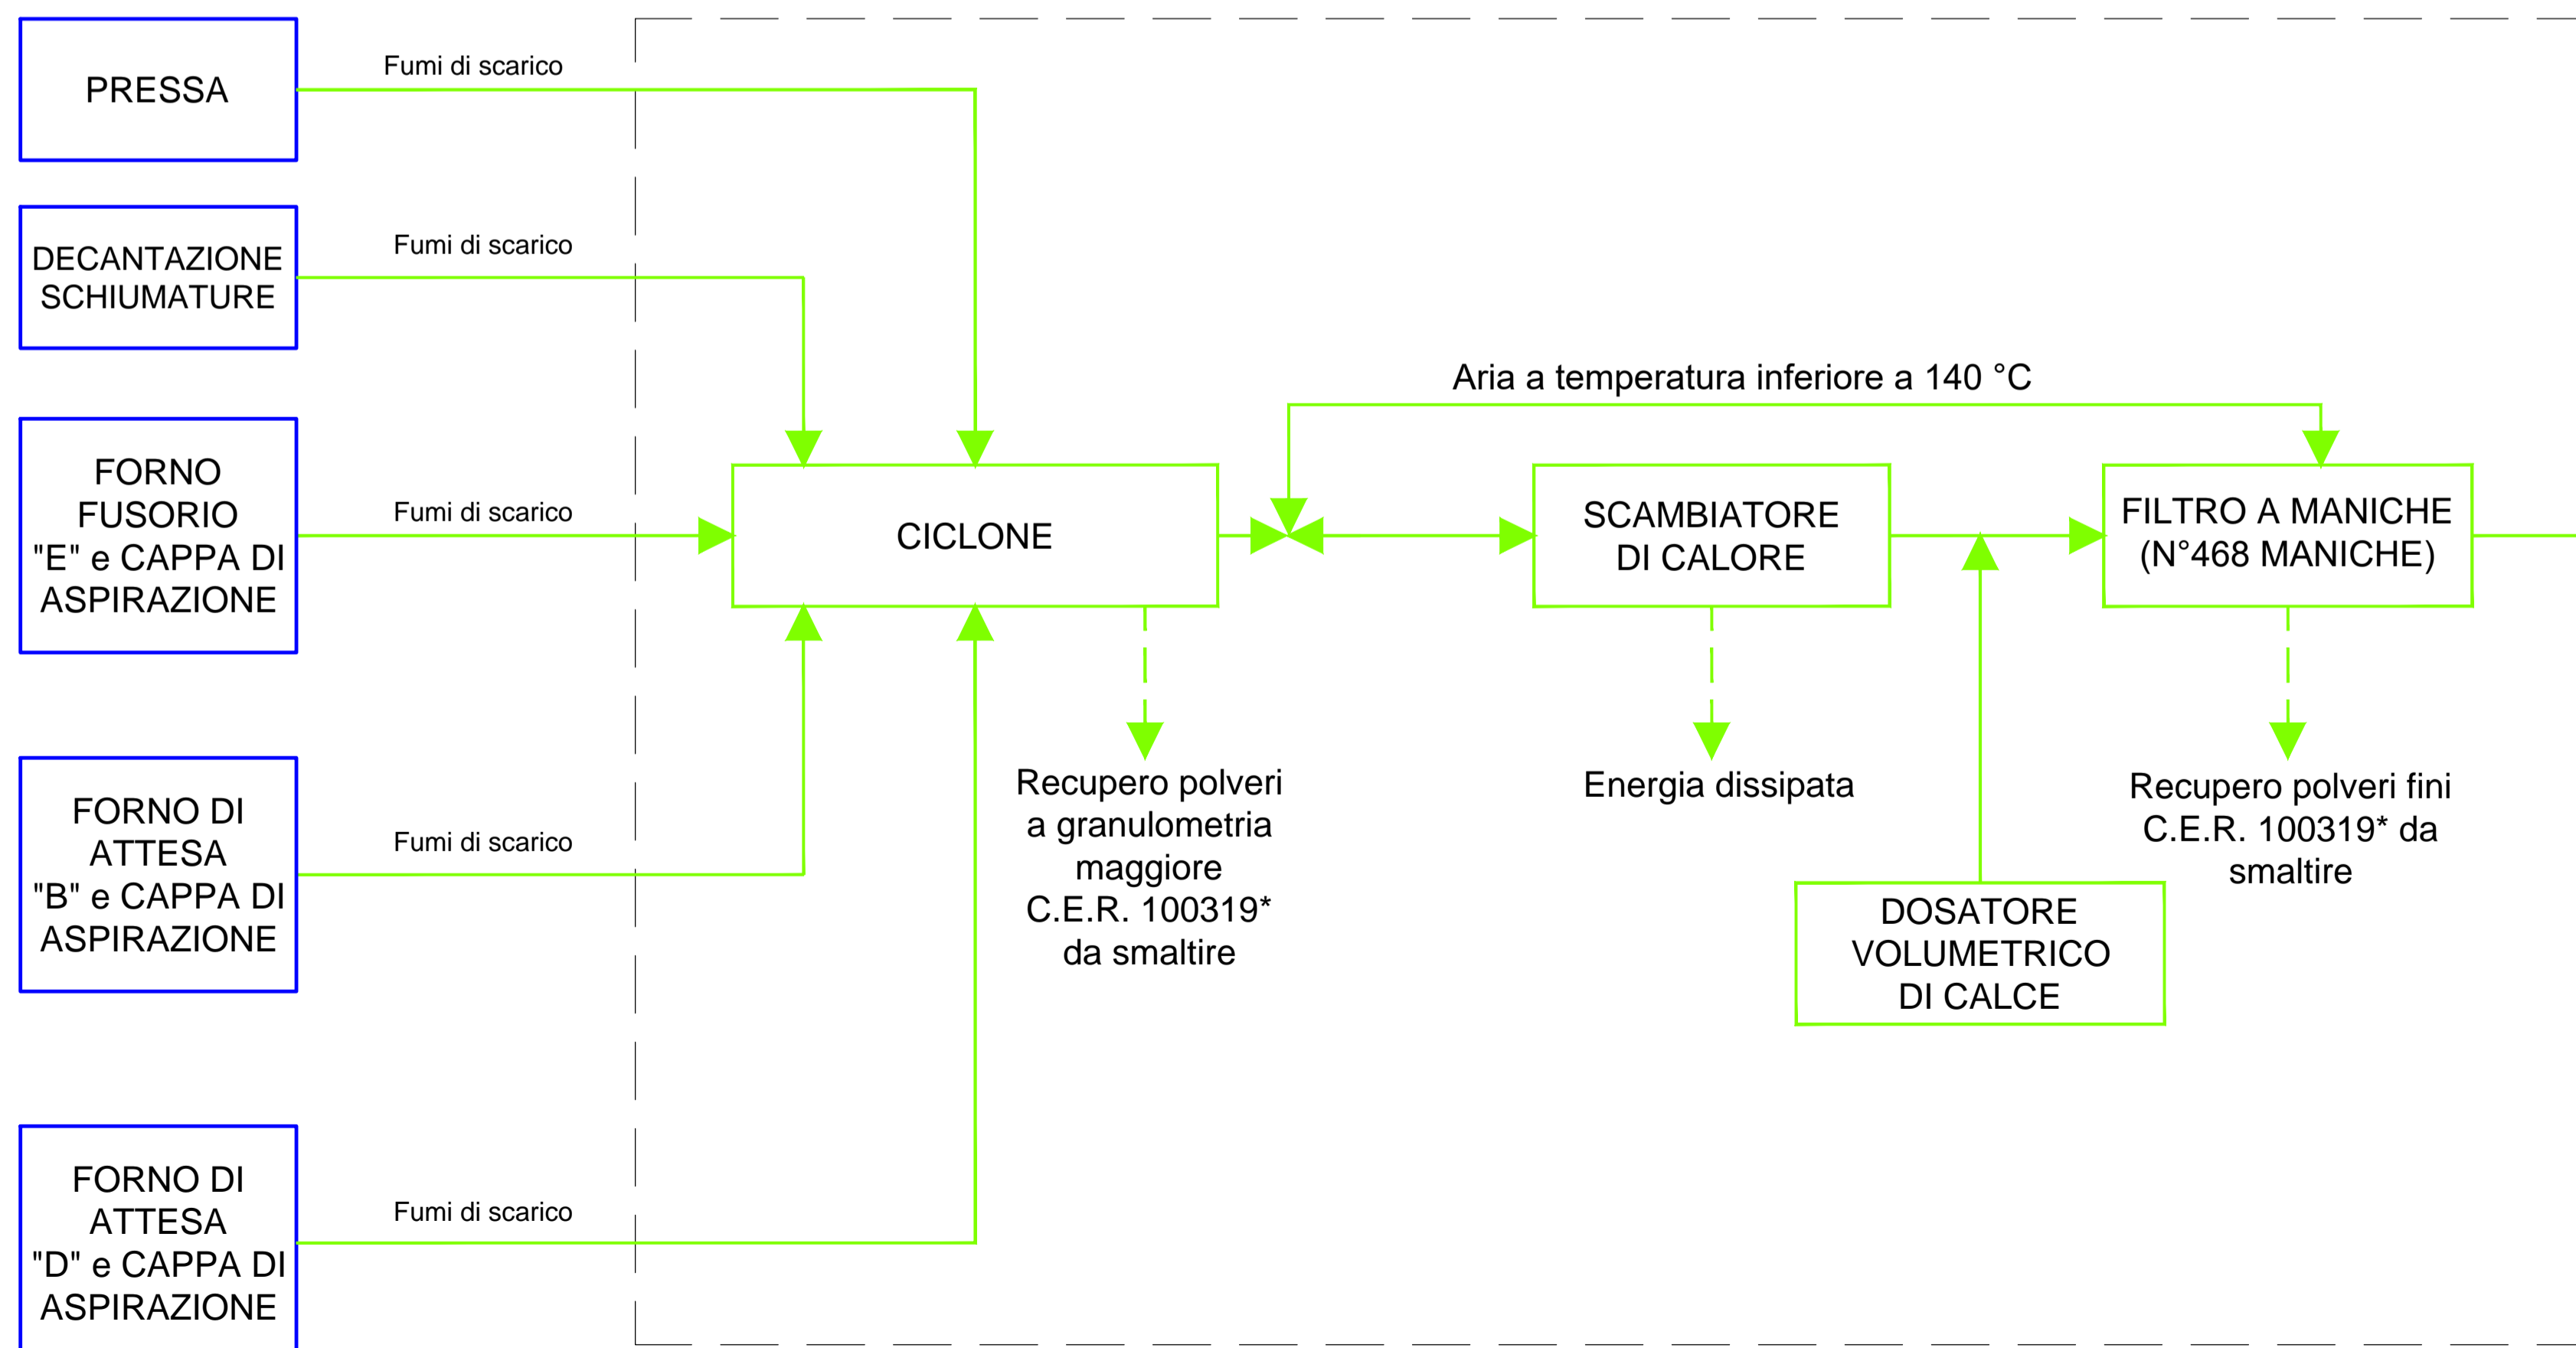 PRESSA
Fumi di scarico
DECANTAZIONE
SCHIUMATURE
Fumi di scarico
FORNO
FUSORIO
"E" e CAPPA DI
ASPIRAZIONE
Fumi di scarico
FORNO DI
ATTESA
"B" e CAPPA DI
ASPIRAZIONE
Fumi di scarico
FORNO DI
ATTESA
"D" e CAPPA DI
ASPIRAZIONE
Fumi di scarico
CICLONE
Recupero polveri
a granulometria
maggiore
C.E.R. 100319*
da smaltire
Aria a temperatura inferiore a 140 °C
SCAMBIATORE
DI CALORE
Energia dissipata
DOSATORE
VOLUMETRICO
DI CALCE
FILTRO A MANICHE
(N°468 MANICHE)
Recupero polveri fini
C.E.R. 100319* da
smaltire